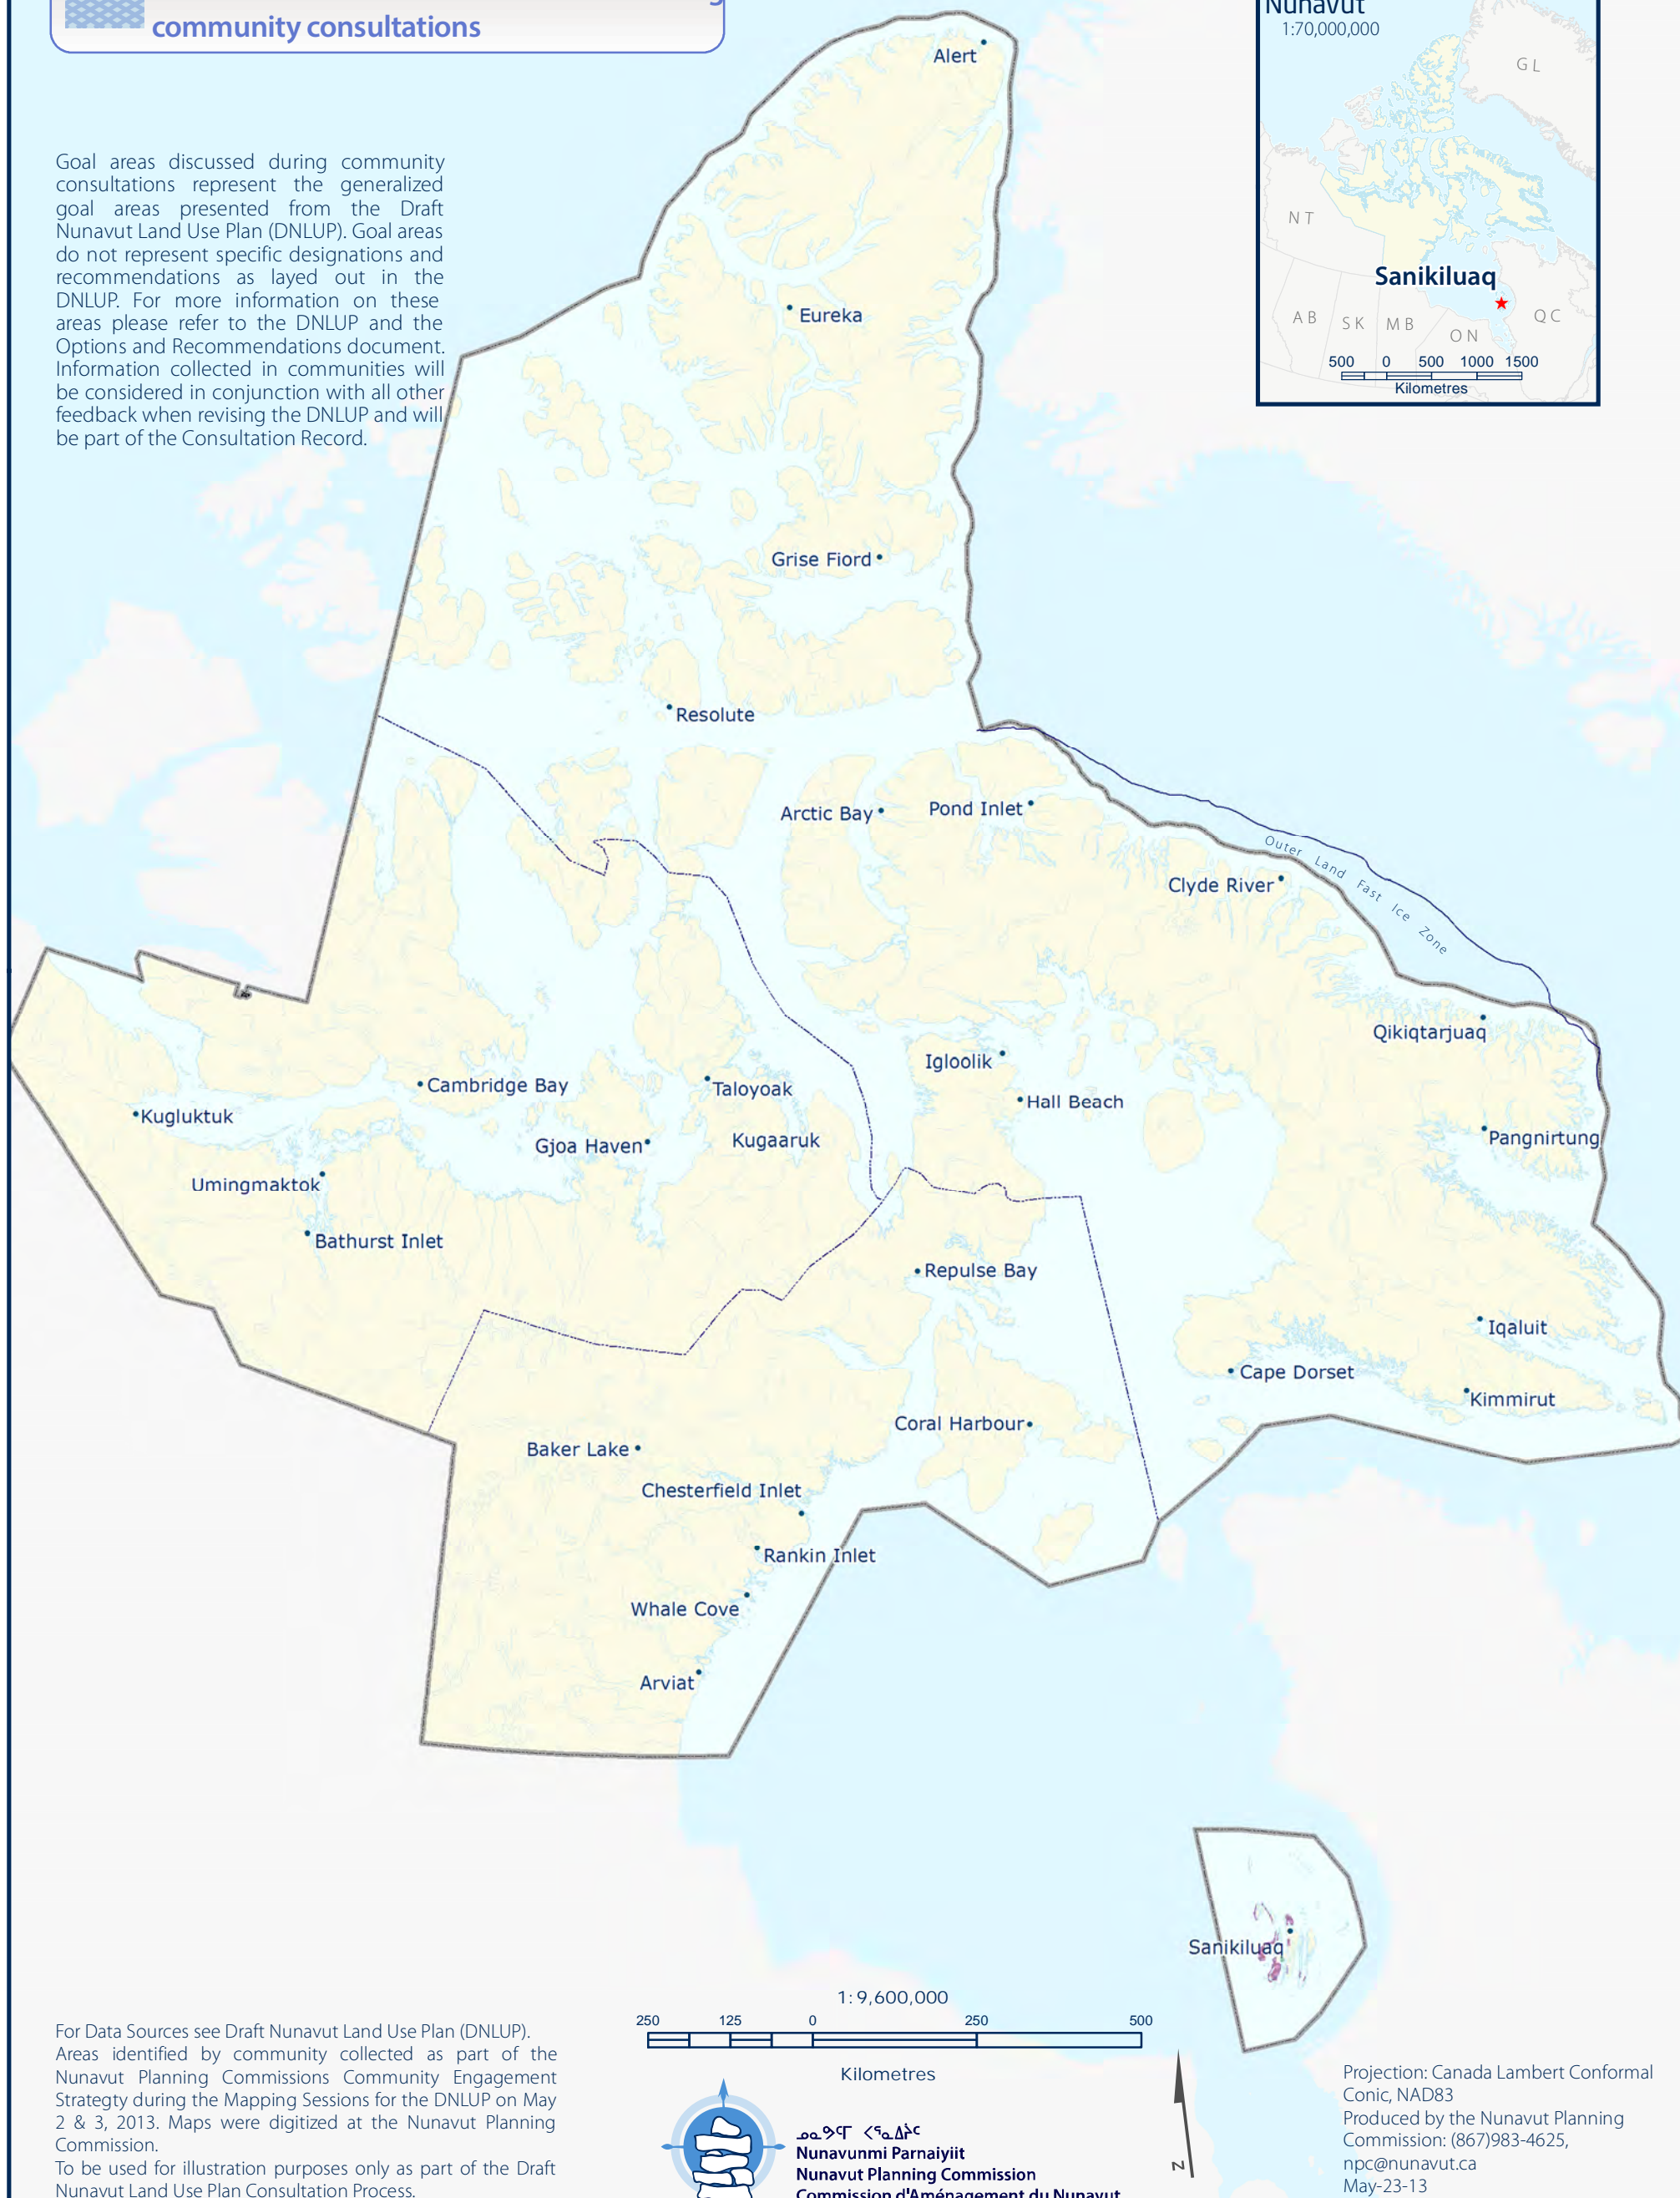 community consultations
Nunavut
1:70,000,000
GL
NT
Sanikiluaq
AB
SK
MB
ON
QC
500 0 500 1000 1500
Kilometres
Goal areas discussed during community
consultations represent the generalized
goal areas presented from the Draft
Nunavut Land Use Plan (DNLUP). Goal areas
do not represent specific designations and
recommendations as layed out in the
DNLUP. For more information on these
areas please refer to the DNLUP and the
Options and Recommendations document.
Information collected in communities will
be considered in conjunction with all other
feedback when revising the DNLUP and will
be part of the Consultation Record.
Alert
Eureka
Grise Fiord
Resolute
Arctic Bay
Pond Inlet
Clyde River
Outer Land Fast Ice Zone
Qikiqtarjuaq
Igloolik
Hall Beach
Cambridge Bay
Taloyoak
Kugluktuk
Gjoa Haven
Kugaaruk
Pangnirtung
Umingmaktok
Bathurst Inlet
Repulse Bay
Iqaluit
Cape Dorset
Kimmirut
Coral Harbour
Baker Lake
Chesterfield Inlet
Rankin Inlet
Whale Cove
Arviat
Sanikiluaq
1:9,600,000
250 125 0 250 500
Kilometres
For Data Sources see Draft Nunavut Land Use Plan (DNLUP).
Areas identified by community collected as part of the
Nunavut Planning Commissions Community Engagement
Strategty during the Mapping Sessions for the DNLUP on May
2 & 3, 2013. Maps were digitized at the Nunavut Planning
Commission.
To be used for illustration purposes only as part of the Draft
Nunavut Land Use Plan Consultation Process.
ᓄᓇᕗᒻᒥ ᐸᕐᓇᐃᔩᑦ
Nunavunmi Parnaiyiit
Nunavut Planning Commission
Commission d'Aménagement du Nunavut
N
Projection: Canada Lambert Conformal
Conic, NAD83
Produced by the Nunavut Planning
Commission: (867)983-4625,
npc@nunavut.ca
May-23-13